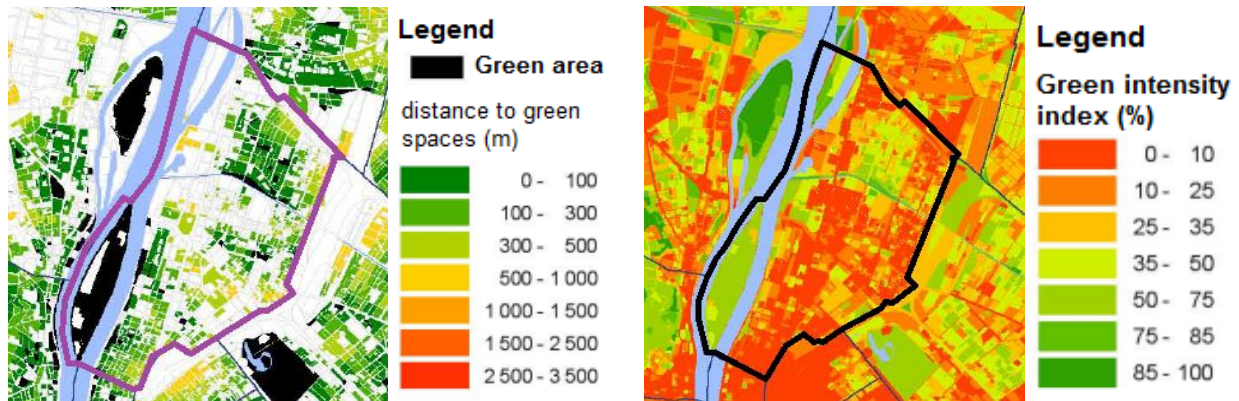 Legend
Green area
distance to green
spaces (m)
0 - 100
100 - 300
300 - 500
500 - 1 000
1 000 - 1 500
1 500 - 2 500
2 500 - 3 500
Legend
Green intensity
index (%)
0 - 10
10 - 25
25 - 35
35 - 50
50 - 75
75 - 85
85 - 100